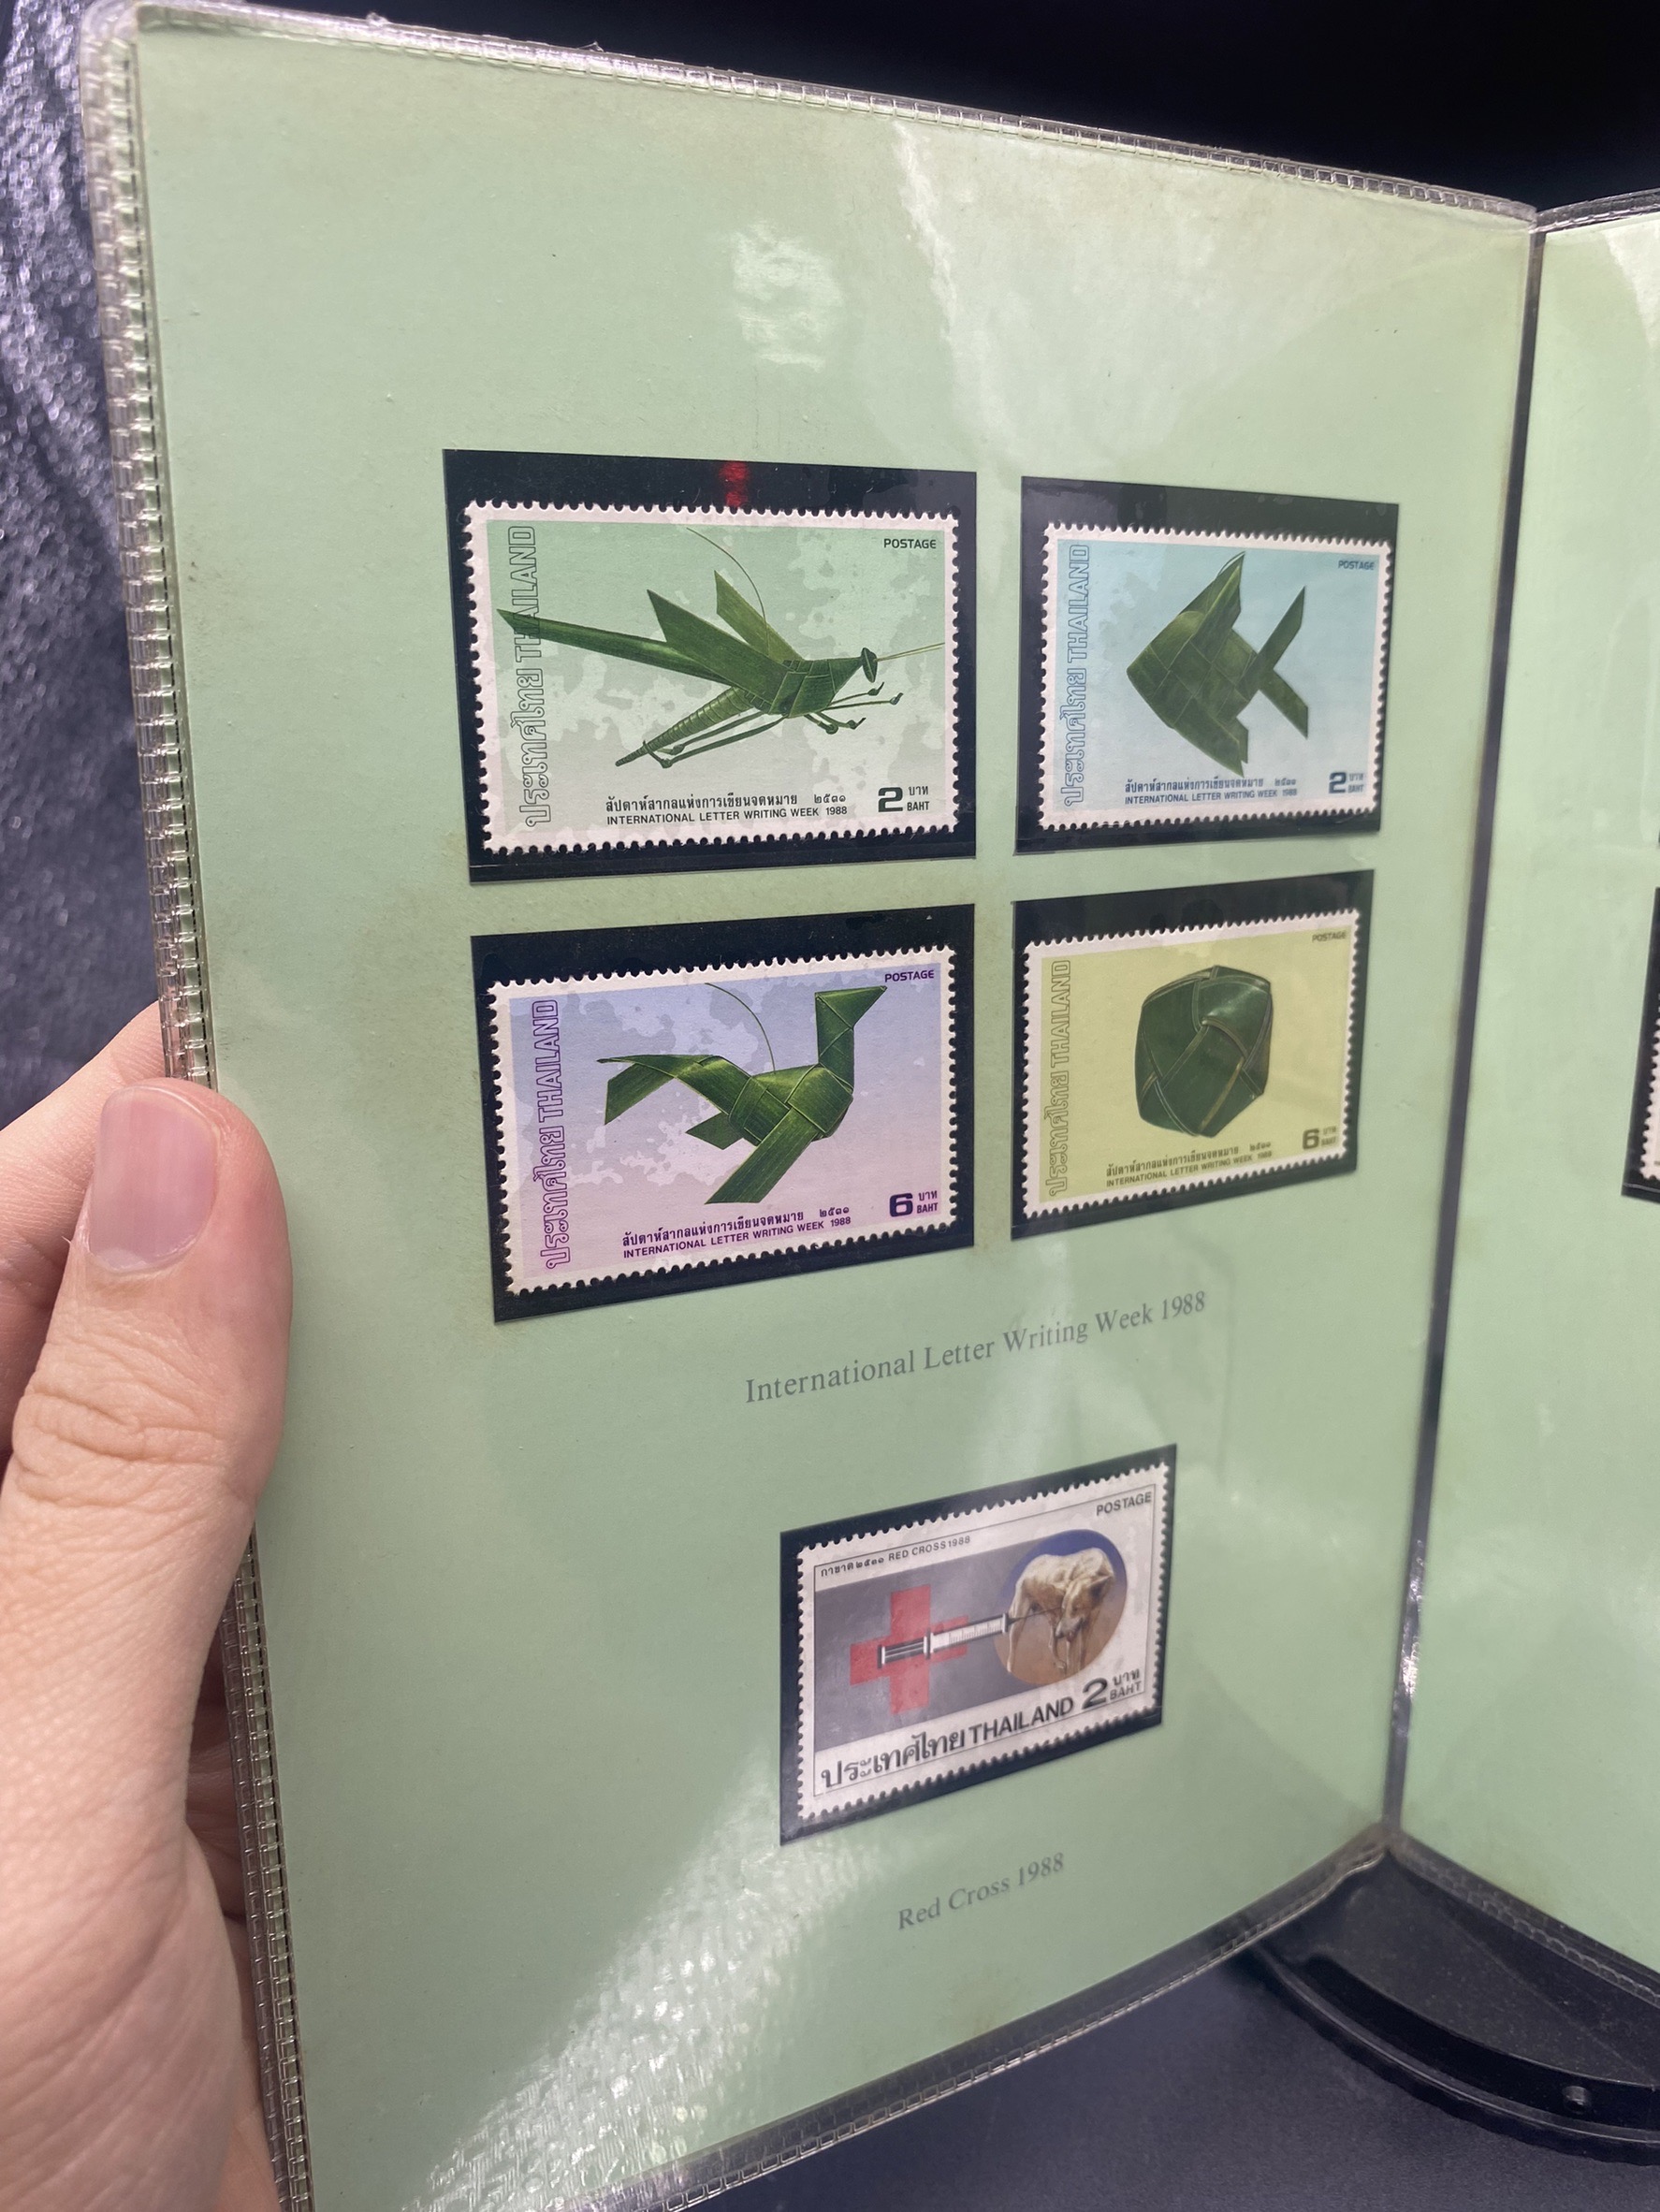 ประเทศไทย THAILAND
POSTAGE
สัปดาห์สากลแห่งการเขียนจดหมาย ๒๕๓๑
INTERNATIONAL LETTER WRITING WEEK 1988
2 บาท
BAHT
ประเทศไทย THAILAND
POSTAGE
สัปดาห์สากลแห่งการเขียนจดหมาย ๒๕๓๑
INTERNATIONAL LETTER WRITING WEEK 1988
2 บาท
BAHT
ประเทศไทย THAILAND
POSTAGE
สัปดาห์สากลแห่งการเขียนจดหมาย ๒๕๓๑
INTERNATIONAL LETTER WRITING WEEK 1988
6 บาท
BAHT
ประเทศไทย THAILAND
POSTAGE
สัปดาห์สากลแห่งการเขียนจดหมาย ๒๕๓๑
INTERNATIONAL LETTER WRITING WEEK 1988
6 บาท
BAHT
International Letter Writing Week 1988
POSTAGE
กาชาด ๒๕๓๑ RED CROSS 1988
ประเทศไทย THAILAND 2 บาท
BAHT
Red Cross 1988